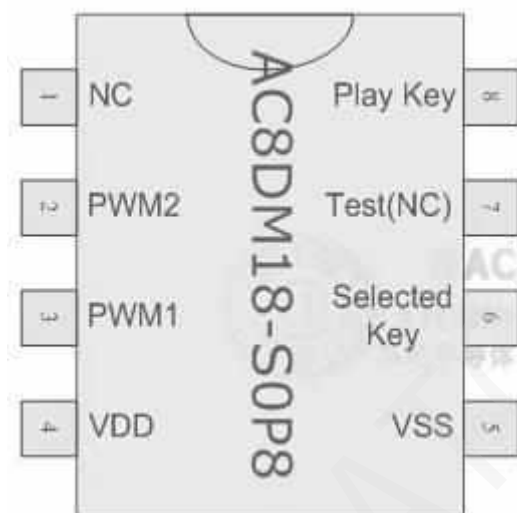 1 NC
Play Key 8
2 PWM2
Test(NC) 7
AC8DM18-S0P8
3 PWM1
Selected
Key 6
4 VDD
VSS 5